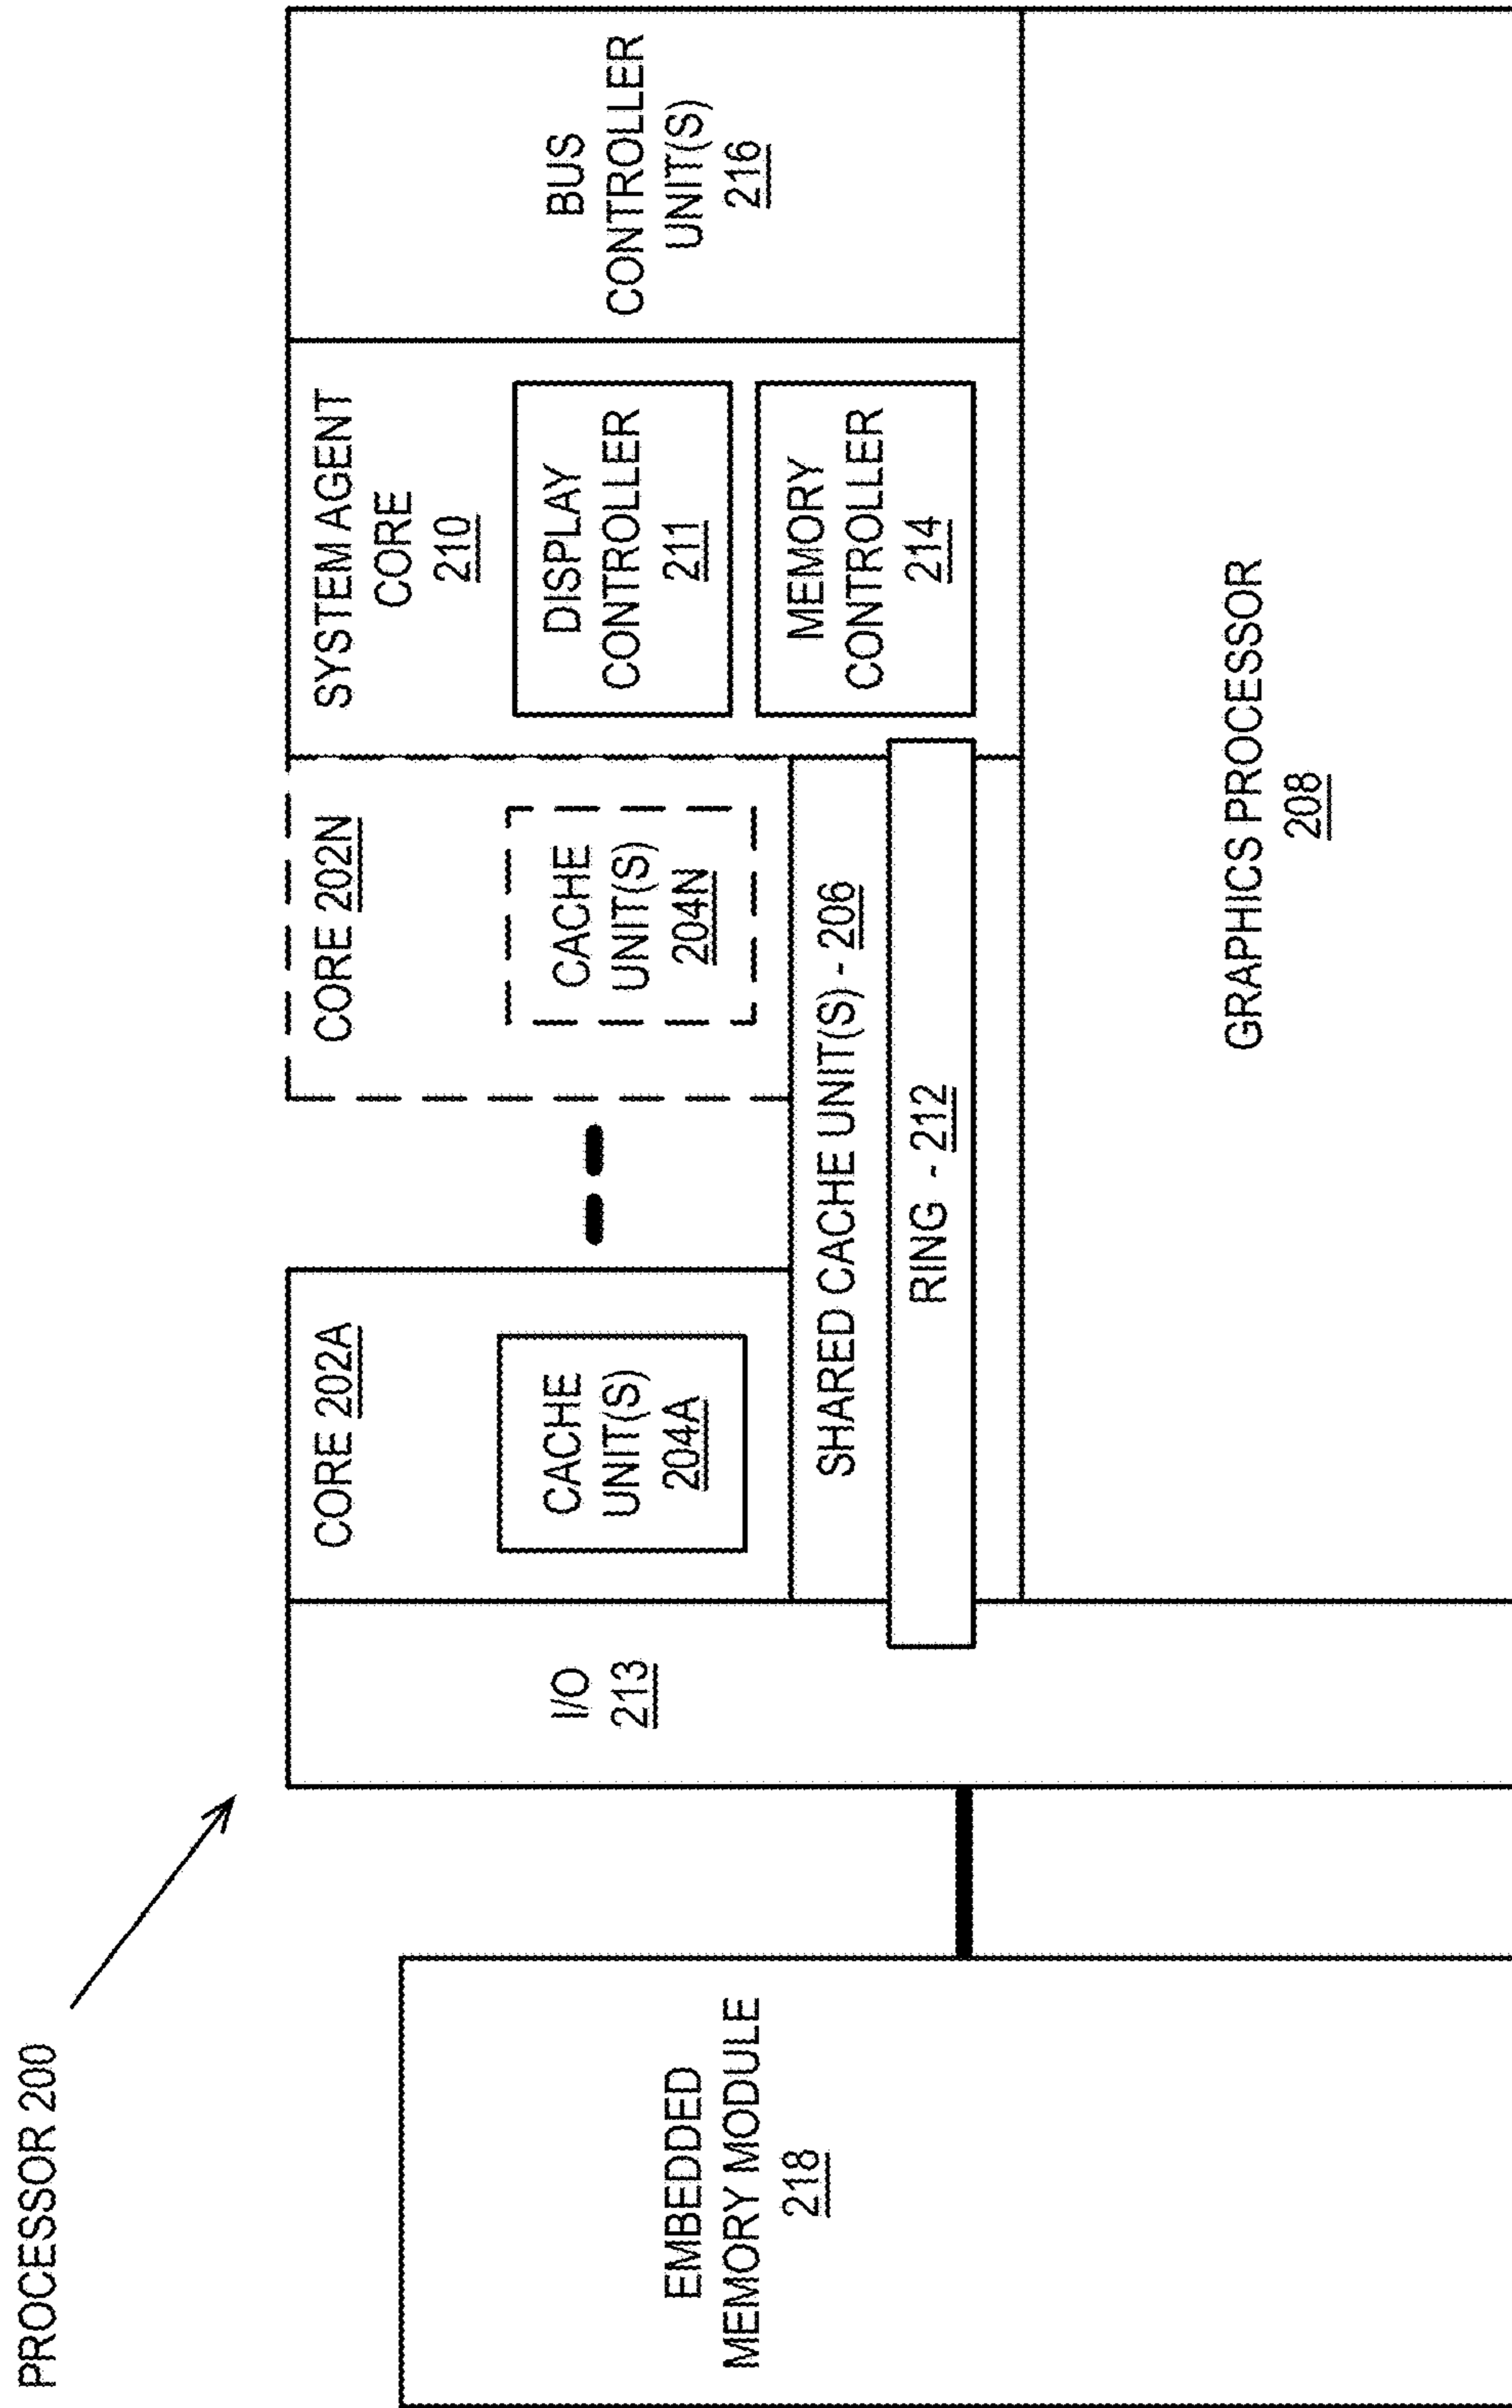 PROCESSOR 200
EMBEDDED
MEMORY MODULE
218
I/O
213
CORE 202A
CACHE
UNIT(S)
204A
CORE 202N
CACHE
UNIT(S)
204N
SHARED CACHE UNIT(S) - 206
RING - 212
SYSTEM AGENT
CORE
210
DISPLAY
CONTROLLER
211
MEMORY
CONTROLLER
214
BUS
CONTROLLER
UNIT(S)
216
GRAPHICS PROCESSOR
208